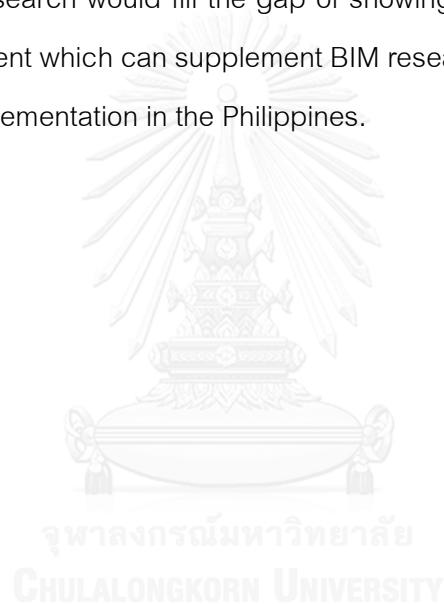 search would fill the gap of showing
ent which can supplement BIM resea
ementation in the Philippines.
จุฬาลงกรณ์มหาวิทยาลัย
CHULALONGKORN UNIVERSITY